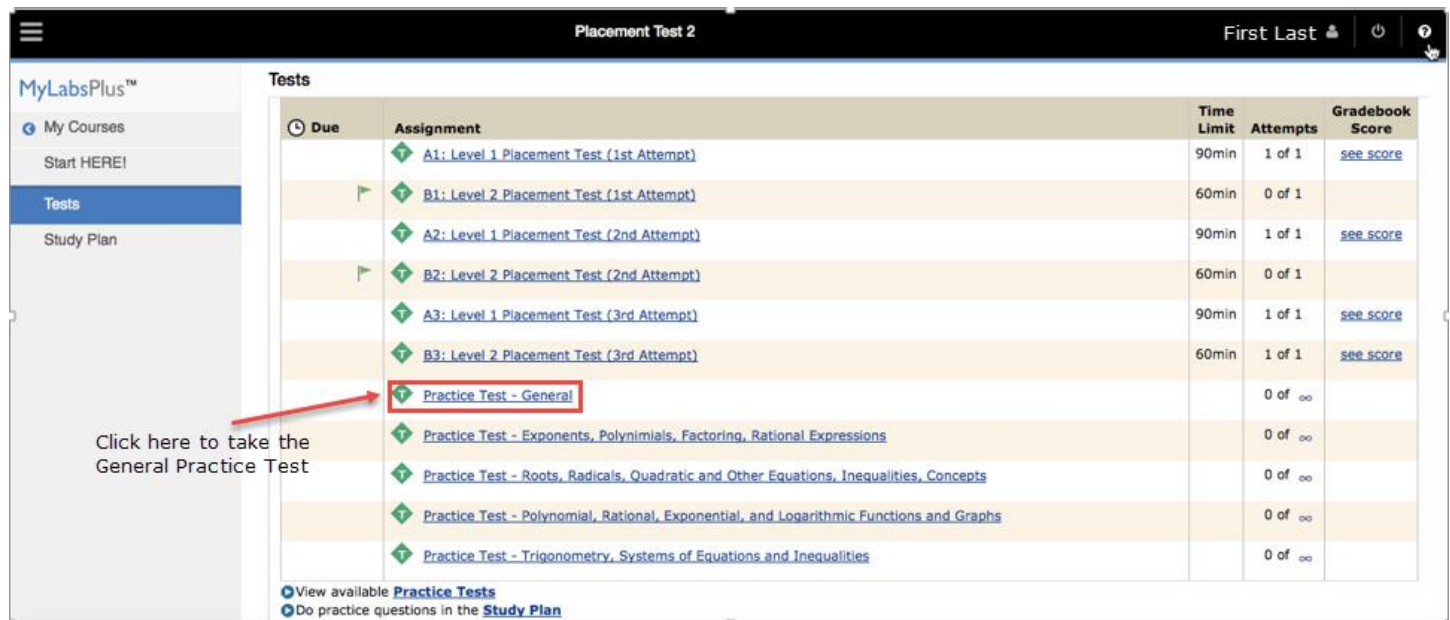 Placement Test 2
First Last
MyLabsPlus™
My Courses
Start HERE!
Tests
Study Plan
Tests
Due Assignment Time Limit Attempts Gradebook Score
T A1: Level 1 Placement Test (1st Attempt) 90min 1 of 1 see score
T B1: Level 2 Placement Test (1st Attempt) 60min 0 of 1
T A2: Level 1 Placement Test (2nd Attempt) 90min 1 of 1 see score
T B2: Level 2 Placement Test (2nd Attempt) 60min 0 of 1
T A3: Level 1 Placement Test (3rd Attempt) 90min 1 of 1 see score
T B3: Level 2 Placement Test (3rd Attempt) 60min 1 of 1 see score
T Practice Test - General 0 of ∞
T Practice Test - Exponents, Polynimials, Factoring, Rational Expressions 0 of ∞
T Practice Test - Roots, Radicals, Quadratic and Other Equations, Inequalities, Concepts 0 of ∞
T Practice Test - Polynomial, Rational, Exponential, and Logarithmic Functions and Graphs 0 of ∞
T Practice Test - Trigonometry, Systems of Equations and Inequalities 0 of ∞
Click here to take the
General Practice Test
View available Practice Tests
Do practice questions in the Study Plan